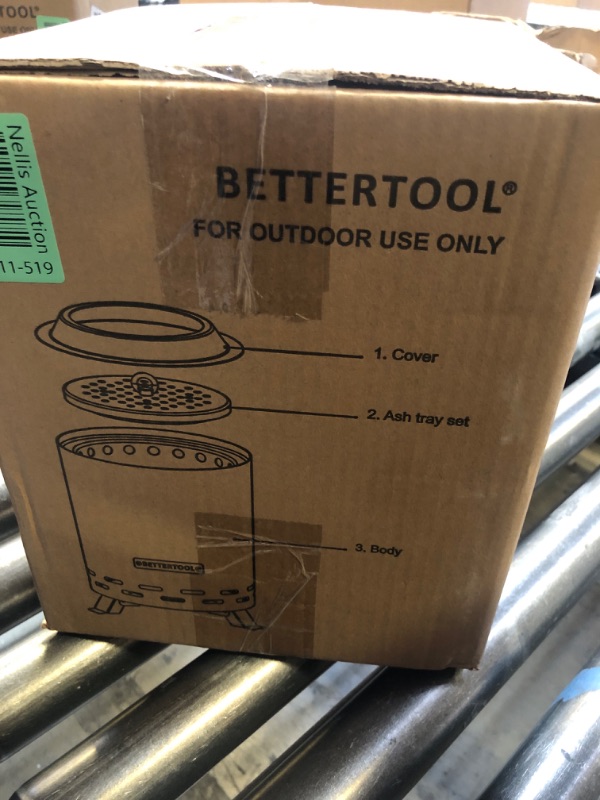 TOOL®
Nellis Auction
11-519
BETTERTOOL®
FOR OUTDOOR USE ONLY
1. Cover
2. Ash tray set
3. Body
BETTERTOOL®